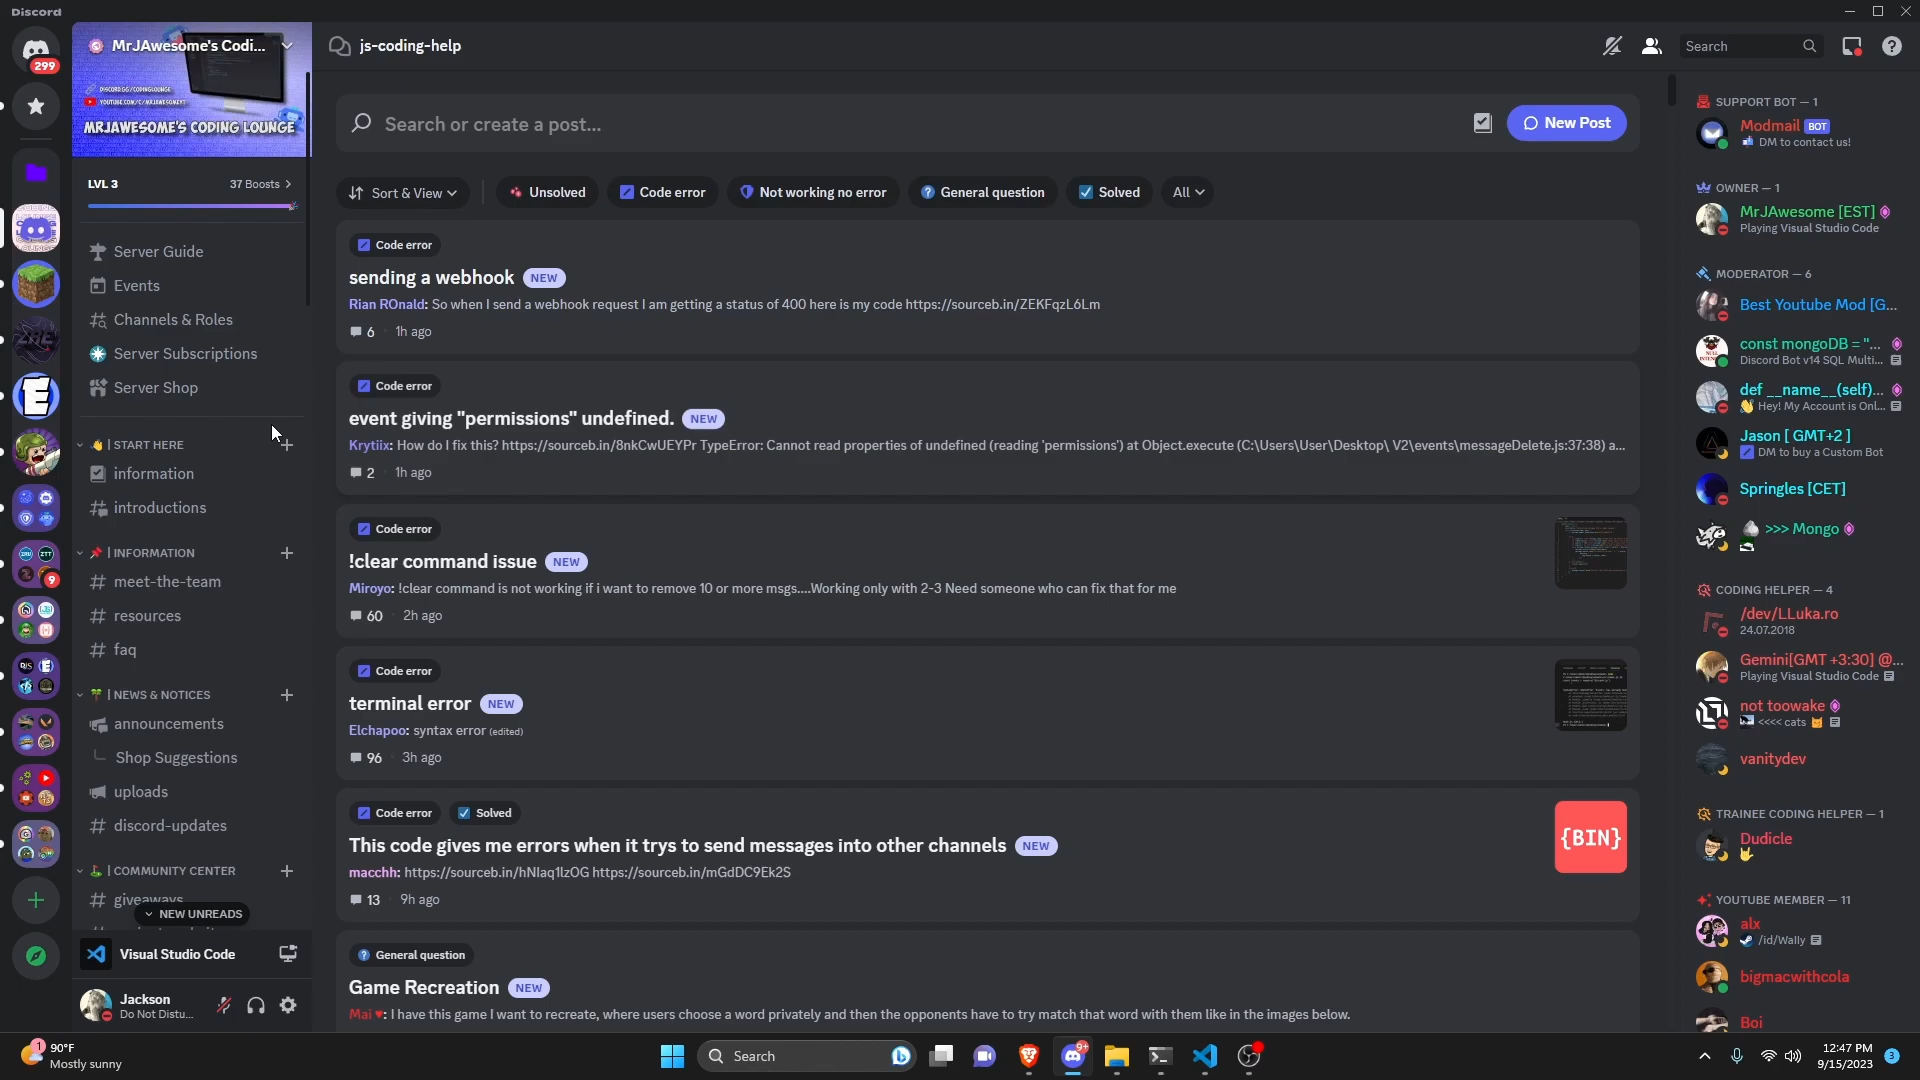 Discord
MrJAwesome's Codi...
DISCORD.GG/CODINGLOUNGE
YOUTUBE.COM/C/MRJAWESOMEYT
MRJAWESOME'S CODING LOUNGE
LVL 3
37 Boosts
Server Guide
Events
Channels & Roles
Server Subscriptions
Server Shop
START HERE
information
introductions
INFORMATION
meet-the-team
resources
faq
NEWS & NOTICES
announcements
Shop Suggestions
uploads
discord-updates
COMMUNITY CENTER
giveaways
NEW UNREADS
Visual Studio Code
Jackson
Do Not Distu...
299
9
js-coding-help
Search
Search or create a post...
New Post
Sort & View
Unsolved
Code error
Not working no error
General question
Solved
All
Code error
sending a webhook NEW
Rian ROnald: So when I send a webhook request I am getting a status of 400 here is my code https://sourceb.in/ZEKFqzL6Lm
6 1h ago
Code error
event giving "permissions" undefined. NEW
Krytiix: How do I fix this? https://sourceb.in/8nkCwUEYPr TypeError: Cannot read properties of undefined (reading 'permissions') at Object.execute (C:\Users\User\Desktop\ V2\events\messageDelete.js:37:38) a...
2 1h ago
Code error
!clear command issue NEW
Miroyo: !clear command is not working if i want to remove 10 or more msgs....Working only with 2-3 Need someone who can fix that for me
60 2h ago
Code error
terminal error NEW
Elchapoo: syntax error (edited)
96 3h ago
Code error Solved
This code gives me errors when it trys to send messages into other channels NEW
macchh: https://sourceb.in/hNIaq1lzOG https://sourceb.in/mGdDC9Ek2S
13 9h ago
{BIN}
General question
Game Recreation NEW
Mai ♥: I have this game I want to recreate, where users choose a word privately and then the opponents have to try match that word with them like in the images below.
SUPPORT BOT — 1
Modmail BOT
DM to contact us!
OWNER — 1
MrJAwesome [EST]
Playing Visual Studio Code
MODERATOR — 6
Best Youtube Mod [G...
const mongoDB = "...
Discord Bot v14 SQL Multi...
def __name__(self)...
Hey! My Account is Onl...
Jason [ GMT+2 ]
DM to buy a Custom Bot
Springles [CET]
>>> Mongo
CODING HELPER — 4
/dev/LLuka.ro
24.07.2018
Gemini[GMT +3:30] @...
Playing Visual Studio Code
not toowake
<<<< cats
vanitydev
TRAINEE CODING HELPER — 1
Dudicle
YOUTUBE MEMBER — 11
alx
/id/Wally
bigmacwithcola
Boi
1
90°F
Mostly sunny
Search
9+
12:47 PM
9/15/2023
3